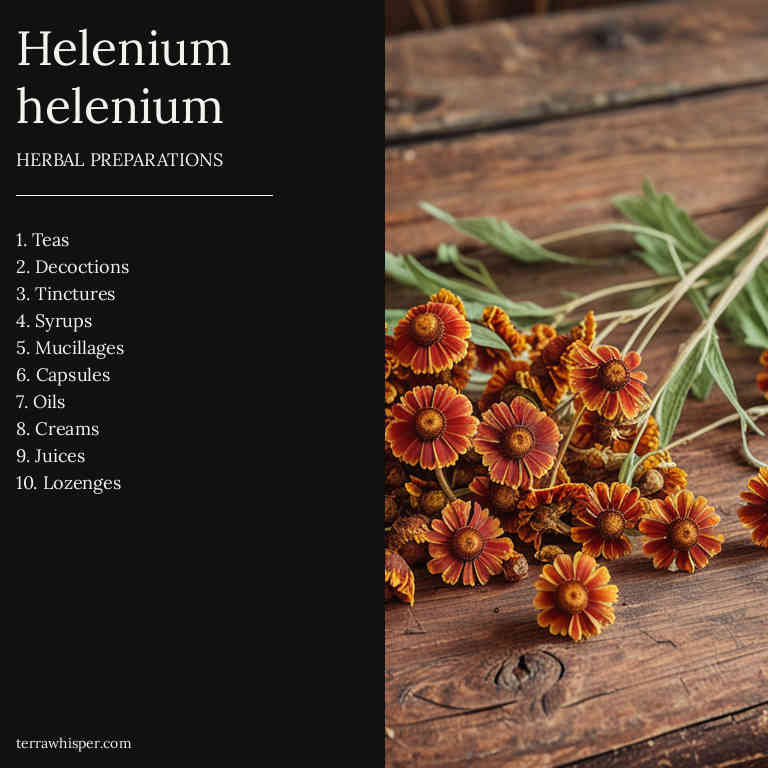 Helenium
helenium
HERBAL PREPARATIONS
1. Teas
2. Decoctions
3. Tinctures
4. Syrups
5. Mucillages
6. Capsules
7. Oils
8. Creams
9. Juices
10. Lozenges
terrawhisper.com